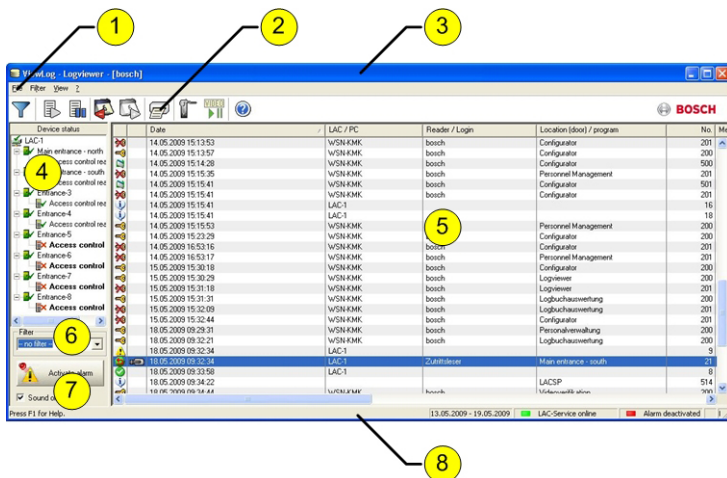 1
2
3
ViewLog - Logviewer - [bosch]
File Filter View ?
VIDEO
BOSCH
Device status
LAC-1
Main entrance - north
Access control rea
entrance - south
4
Access control rea
Entrance-3
Access control rea
Entrance-4
Access control rea
Entrance-5
Access control
Entrance-6
Access control
Entrance-7
Access control
Entrance-8
Access control
Filter
- no filter -
6
Activate alarm
7
Sound o
Date LAC / PC Reader / Login Location (door) / program No. Me
14.05.2009 15:13:53 WSN-KMK bosch Configurator 201
14.05.2009 15:13:57 WSN-KMK bosch Configurator 200
14.05.2009 15:14:28 WSN-KMK bosch Configurator 500
14.05.2009 15:15:35 WSN-KMK bosch Personnel Management 201
14.05.2009 15:15:41 WSN-KMK bosch Configurator 501
14.05.2009 15:15:41 WSN-KMK bosch Configurator 201
14.05.2009 15:15:41 LAC-1 16
14.05.2009 15:15:41 LAC-1 18
14.05.2009 15:15:53 WSN-KMK bosch Personnel Management 200
14.05.2009 15:23:29 WSN-KMK Configurator 200
5
14.05.2009 16:53:16 WSN-KMK bosch Configurator 201
14.05.2009 16:53:17 WSN-KMK bosch Personnel Management 201
15.05.2009 15:30:18 WSN-KMK bosch Configurator 200
15.05.2009 15:30:29 WSN-KMK bosch Logviewer 200
15.05.2009 15:31:18 WSN-KMK bosch Logviewer 201
15.05.2009 15:31:31 WSN-KMK bosch Logbuchauswertung 200
15.05.2009 15:32:09 WSN-KMK bosch Logbuchauswertung 201
15.05.2009 15:32:44 WSN-KMK bosch Configurator 201
18.05.2009 09:29:31 WSN-KMK bosch Personalverwaltung 200
18.05.2009 09:32:21 WSN-KMK bosch Logbuchauswertung 200
18.05.2009 09:32:34 LAC-1 9
18.05.2009 09:32:34 LAC-1 Zutrittsleser Main entrance - south 21
18.05.2009 09:33:58 LAC-1 8
18.05.2009 09:34:22 LACSP 514
18.05.2009 09:34:44 WSN-KMK bosch Videoverifikation 200
Press F1 for Help. 13.05.2009 - 19.05.2009 LAC-Service online Alarm deactivated
8